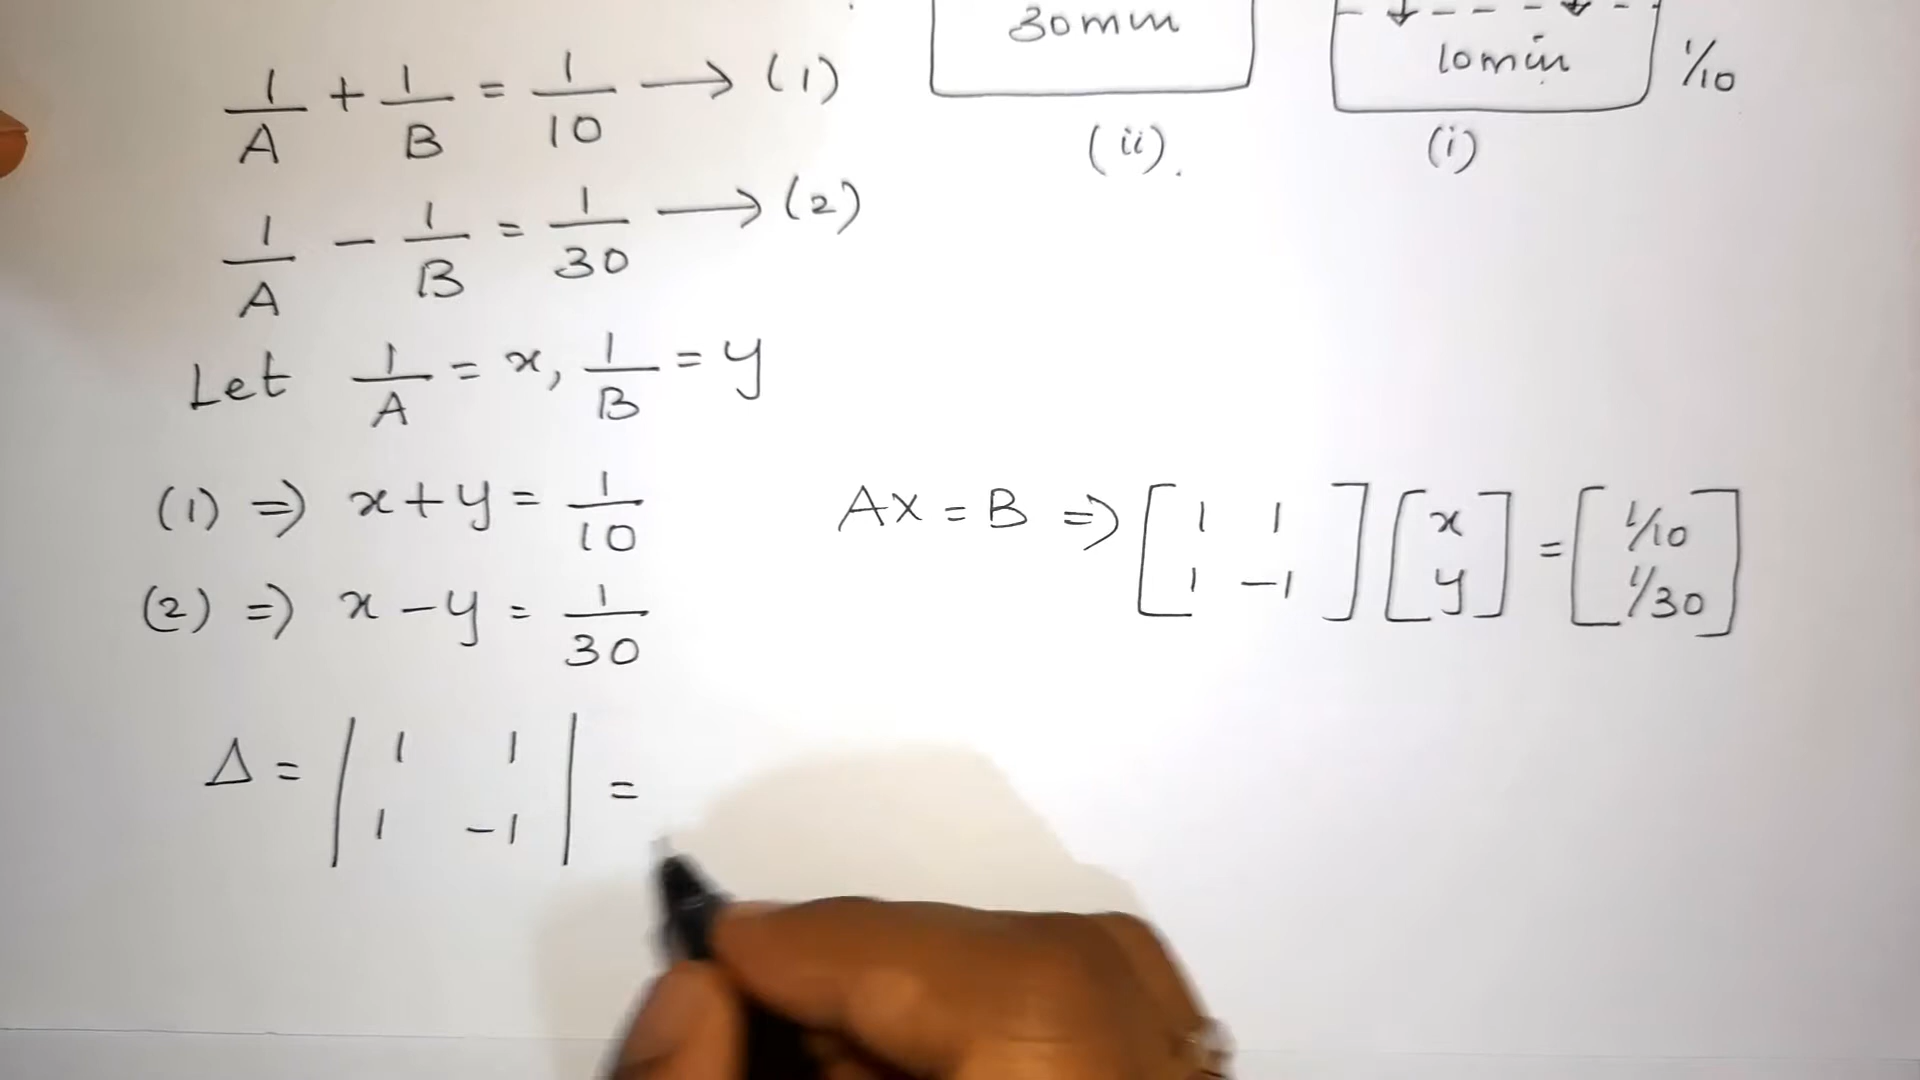 30min
10min 1/10
(ii). (i)
1/A + 1/B = 1/10 → (1)
1/A - 1/B = 1/30 → (2)
Let 1/A = x, 1/B = y
(1) ⇒ x+y = 1/10
(2) ⇒ x-y = 1/30
AX = B ⇒ [1 1; 1 -1] [x; y] = [1/10; 1/30]
Δ = |1 1; 1 -1| =